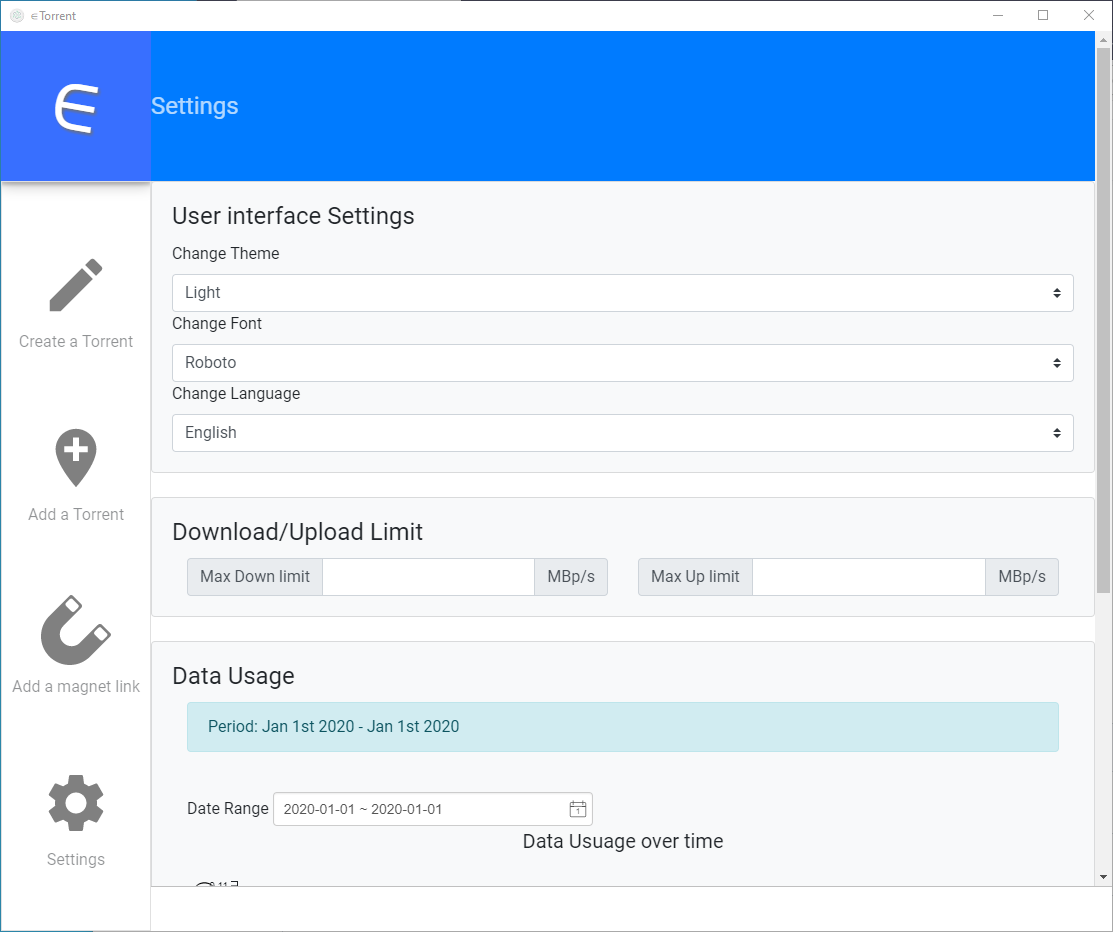 ∈Torrent
∈
Settings
Create a Torrent
Add a Torrent
Add a magnet link
Settings
User interface Settings
Change Theme
Light
Change Font
Roboto
Change Language
English
Download/Upload Limit
Max Down limit MBp/s Max Up limit MBp/s
Data Usage
Period: Jan 1st 2020 - Jan 1st 2020
Date Range 2020-01-01 ~ 2020-01-01
Data Usuage over time